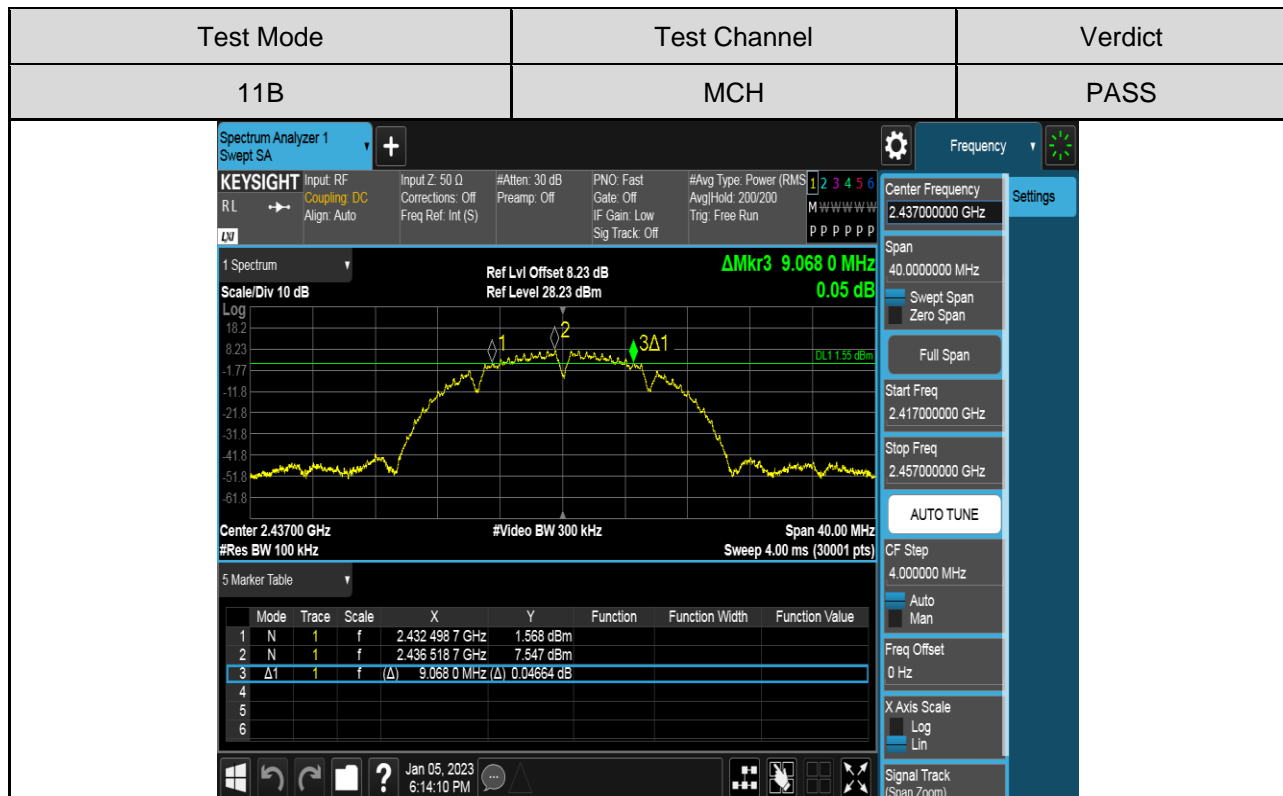 Test Mode Test Channel Verdict
11B MCH PASS
Spectrum Analyzer 1
Swept SA
Frequency
Settings
KEYSIGHT
RL
LXI
Input: RF
Coupling: DC
Align: Auto
Input Z: 50 Ω
Corrections: Off
Freq Ref: Int (S)
#Atten: 30 dB
Preamp: Off
PNO: Fast
Gate: Off
IF Gain: Low
Sig Track: Off
#Avg Type: Power (RMS
Avg|Hold: 200/200
Trig: Free Run
1 2 3 4 5 6
M W W W W W
P P P P P P
1 Spectrum
Scale/Div 10 dB
Ref Lvl Offset 8.23 dB
Ref Level 28.23 dBm
ΔMkr3 9.068 0 MHz
0.05 dB
Log
18.2
8.23
-1.77
-11.8
-21.8
-31.8
-41.8
-51.8
-61.8
1
2
3Δ1
DL1 1.55 dBm
Center 2.43700 GHz
#Res BW 100 kHz
#Video BW 300 kHz
Span 40.00 MHz
Sweep 4.00 ms (30001 pts)
5 Marker Table
Mode Trace Scale X Y Function Function Width Function Value
1 N 1 f 2.432 498 7 GHz 1.568 dBm
2 N 1 f 2.436 518 7 GHz 7.547 dBm
3 Δ1 1 f (Δ) 9.068 0 MHz (Δ) 0.04664 dB
4
5
6
Jan 05, 2023
6:14:10 PM
Center Frequency
2.437000000 GHz
Span
40.0000000 MHz
Swept Span
Zero Span
Full Span
Start Freq
2.417000000 GHz
Stop Freq
2.457000000 GHz
AUTO TUNE
CF Step
4.000000 MHz
Auto
Man
Freq Offset
0 Hz
X Axis Scale
Log
Lin
Signal Track
(Span Zoom)